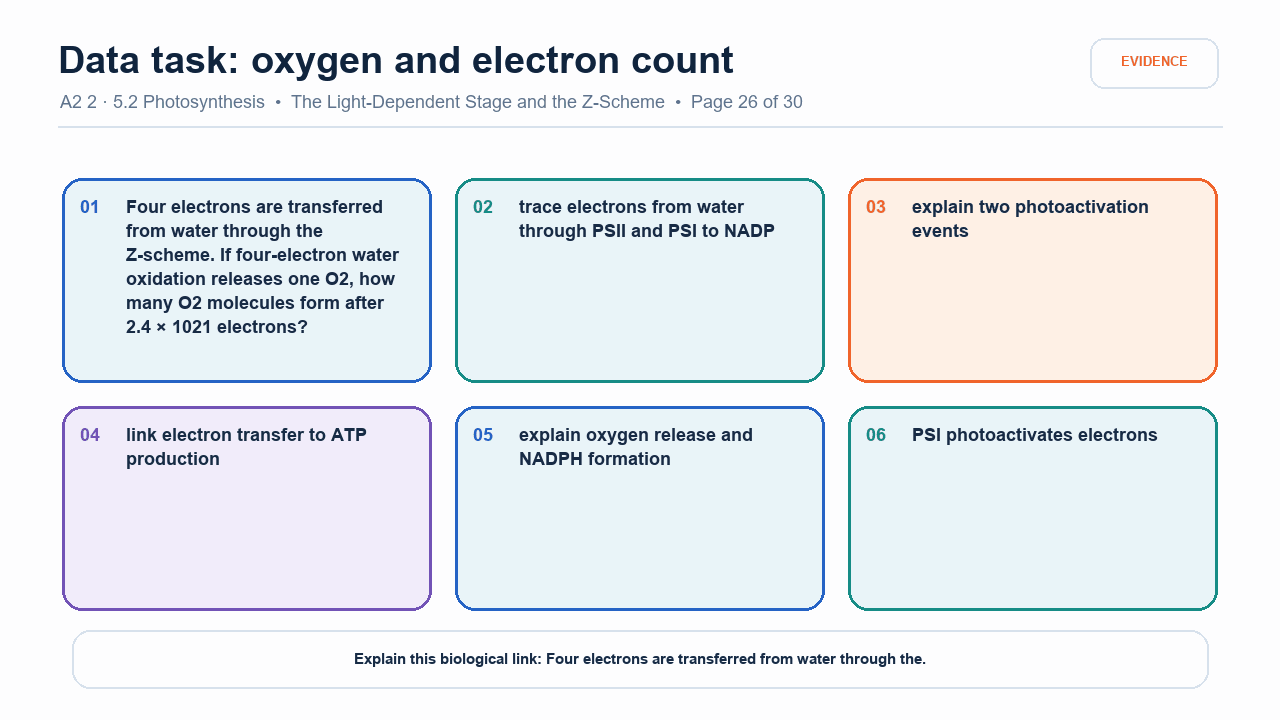 Data task: oxygen and electron count
EVIDENCE
A2 2 · 5.2 Photosynthesis • The Light-Dependent Stage and the Z-Scheme • Page 26 of 30
01
Four electrons are transferred
from water through the
Z-scheme. If four-electron water
oxidation releases one O2, how
many O2 molecules form after
2.4 × 1021 electrons?
02
trace electrons from water
through PSII and PSI to NADP
03
explain two photoactivation
events
04
link electron transfer to ATP
production
05
explain oxygen release and
NADPH formation
06
PSI photoactivates electrons
Explain this biological link: Four electrons are transferred from water through the.